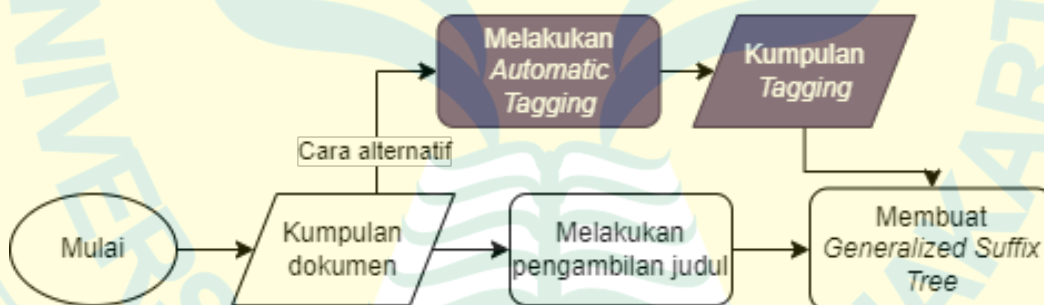 Melakukan
Automatic
Tagging
Kumpulan
Tagging
Cara alternatif
Mulai
Kumpulan
dokumen
Melakukan
pengambilan judul
Membuat
Generalized Suffix
Tree